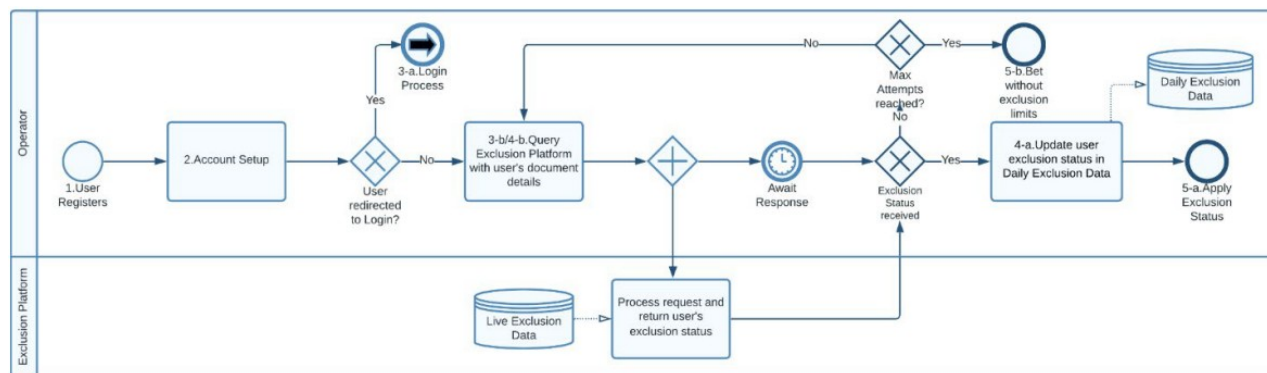 Operator
1.User
Registers
2.Account Setup
Yes
3-a.Login
Process
User
redirected
to Login?
No
3-b/4-b.Query
Exclusion Platform
with user's document
details
No
Max
Attempts
reached?
Yes
5-b.Bet
without
exclusion
limits
Await
Response
No
Exclusion
Status
received
Yes
4-a.Update user
exclusion status in
Daily Exclusion Data
Daily Exclusion
Data
5-a.Apply
Exclusion
Status
Exclusion Platform
Live Exclusion
Data
Process request and
return user's
exclusion status